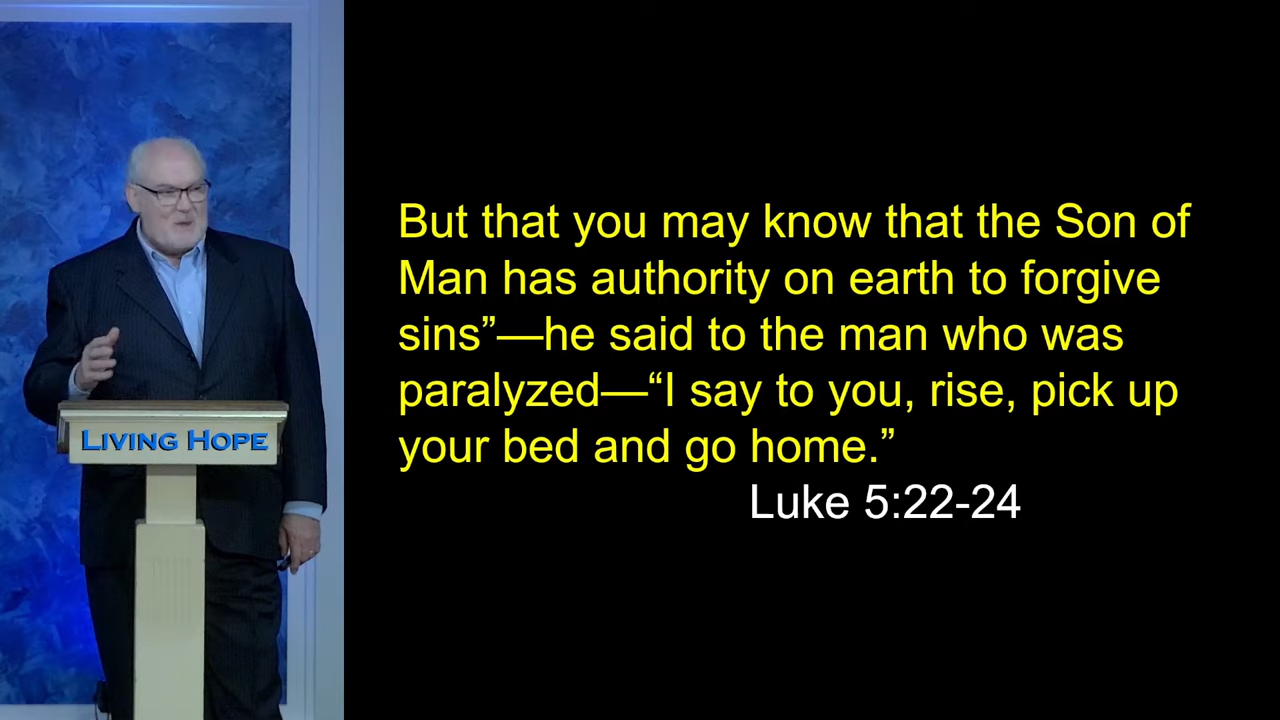 LIVING HOPE
But that you may know that the Son of
Man has authority on earth to forgive
sins”—he said to the man who was
paralyzed—“I say to you, rise, pick up
your bed and go home.”
Luke 5:22-24